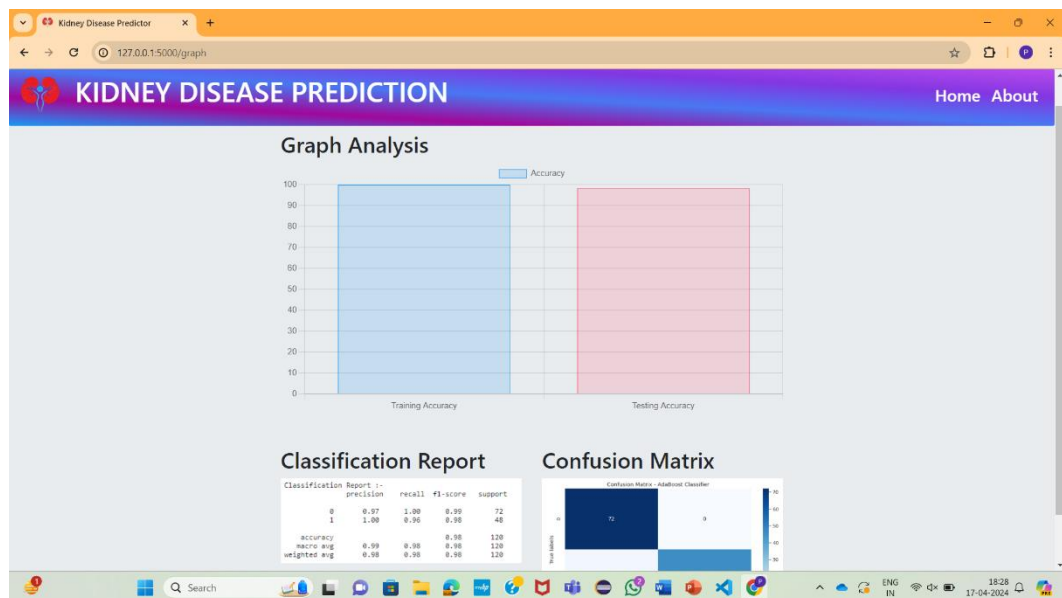 Kidney Disease Predictor
127.0.0.1:5000/graph
KIDNEY DISEASE PREDICTION
Home About
Graph Analysis
Accuracy
100
90
80
70
60
50
40
30
20
10
0
Training Accuracy Testing Accuracy
Classification Report
Classification Report :-
precision recall f1-score support
0 0.97 1.00 0.99 72
1 1.00 0.96 0.98 48
accuracy 0.98 120
macro avg 0.99 0.98 0.98 120
weighted avg 0.98 0.98 0.98 120
Confusion Matrix
Confusion Matrix - AdaBoost Classifier
70
60
50
40
30
0 72 0
True labels
Search
ENG
IN
18:28
17-04-2024